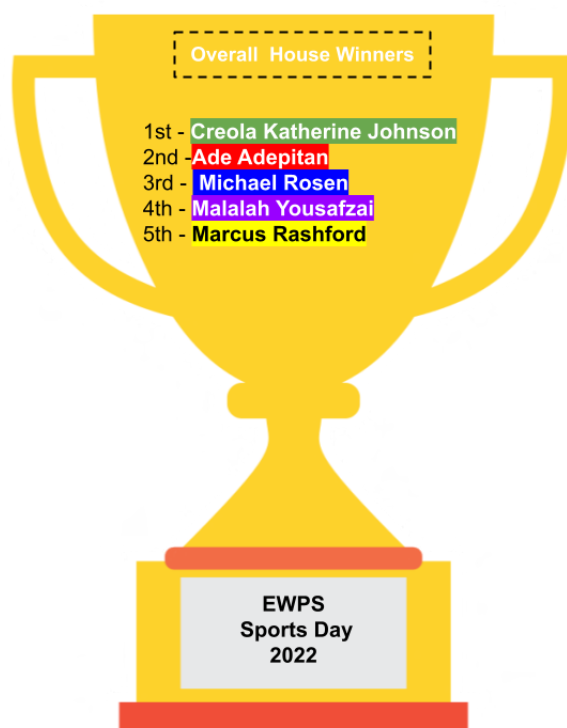 Overall House Winners
1st - Creola Katherine Johnson
2nd -Ade Adepitan
3rd - Michael Rosen
4th - Malalah Yousafzai
5th - Marcus Rashford
EWPS
Sports Day
2022